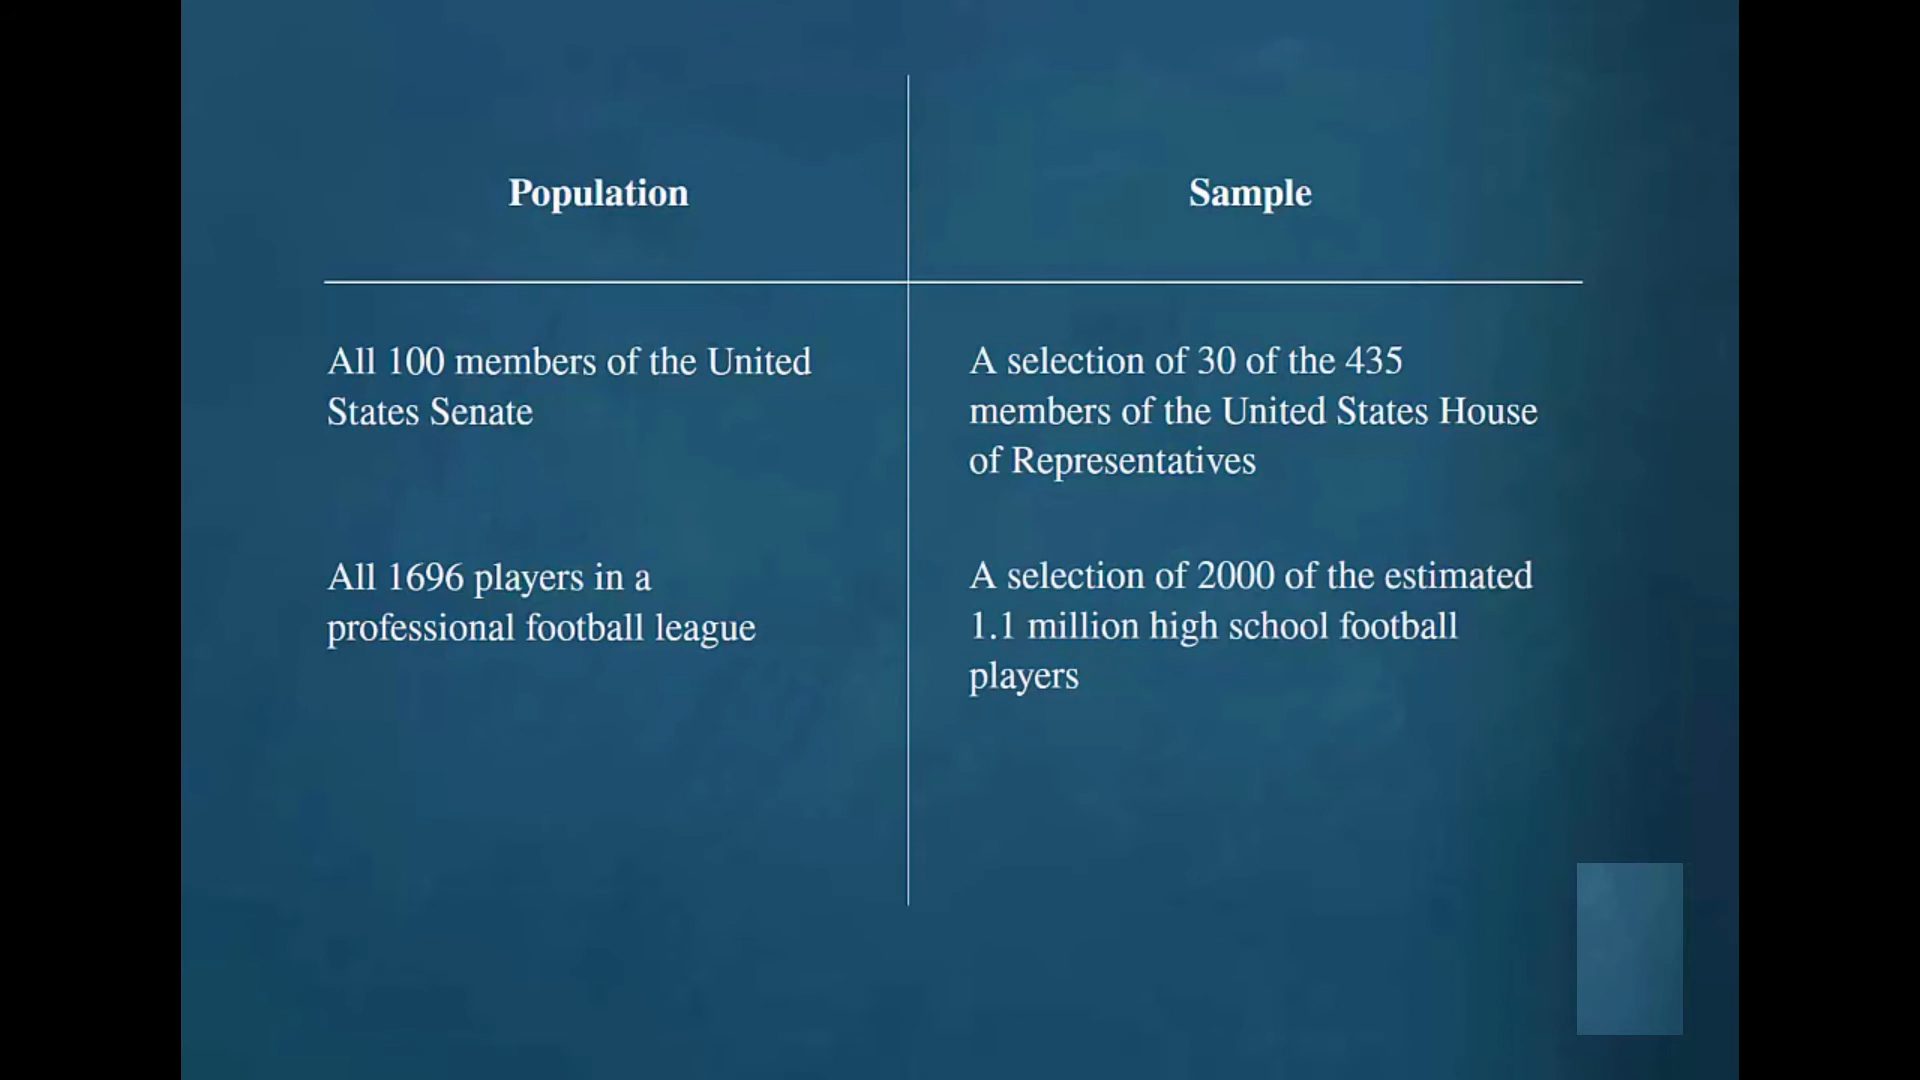 Population
Sample
All 100 members of the United
States Senate
A selection of 30 of the 435
members of the United States House
of Representatives
All 1696 players in a
professional football league
A selection of 2000 of the estimated
1.1 million high school football
players